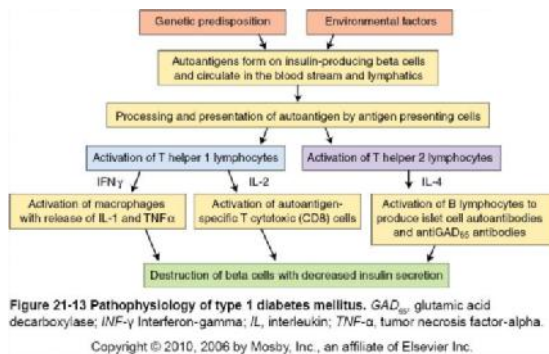 Genetic predisposition
Environmental factors
Autoantigens form on insulin-producing beta cells
and circulate in the blood stream and lymphatics
Processing and presentation of autoantigen by antigen presenting cells
Activation of T helper 1 lymphocytes
Activation of T helper 2 lymphocytes
IFNγ
IL-2
IL-4
Activation of macrophages
with release of IL-1 and TNFα
Activation of autoantigen-
specific T cytotoxic (CD8) cells
Activation of B lymphocytes to
produce islet cell autoantibodies
and antiGAD65 antibodies
Destruction of beta cells with decreased insulin secretion
Figure 21-13 Pathophysiology of type 1 diabetes mellitus. GAD65, glutamic acid
decarboxylase; INF-γ Interferon-gamma; IL, interleukin; TNF-α, tumor necrosis factor-alpha.
Copyright © 2010, 2006 by Mosby, Inc., an affiliate of Elsevier Inc.